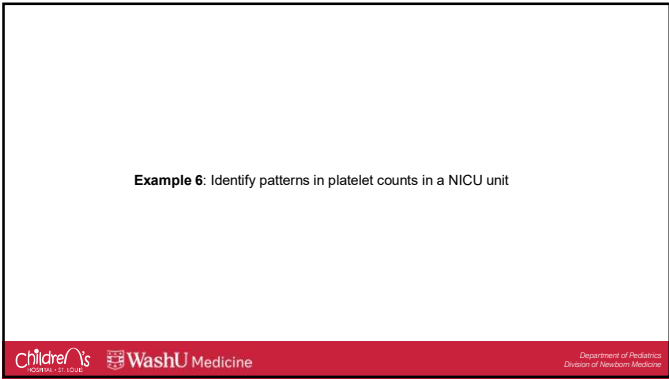 Example 6: Identify patterns in platelet counts in a NICU unit
Children's
HOSPITAL • ST. LOUIS
WashU Medicine
Department of Pediatrics
Division of Newborn Medicine